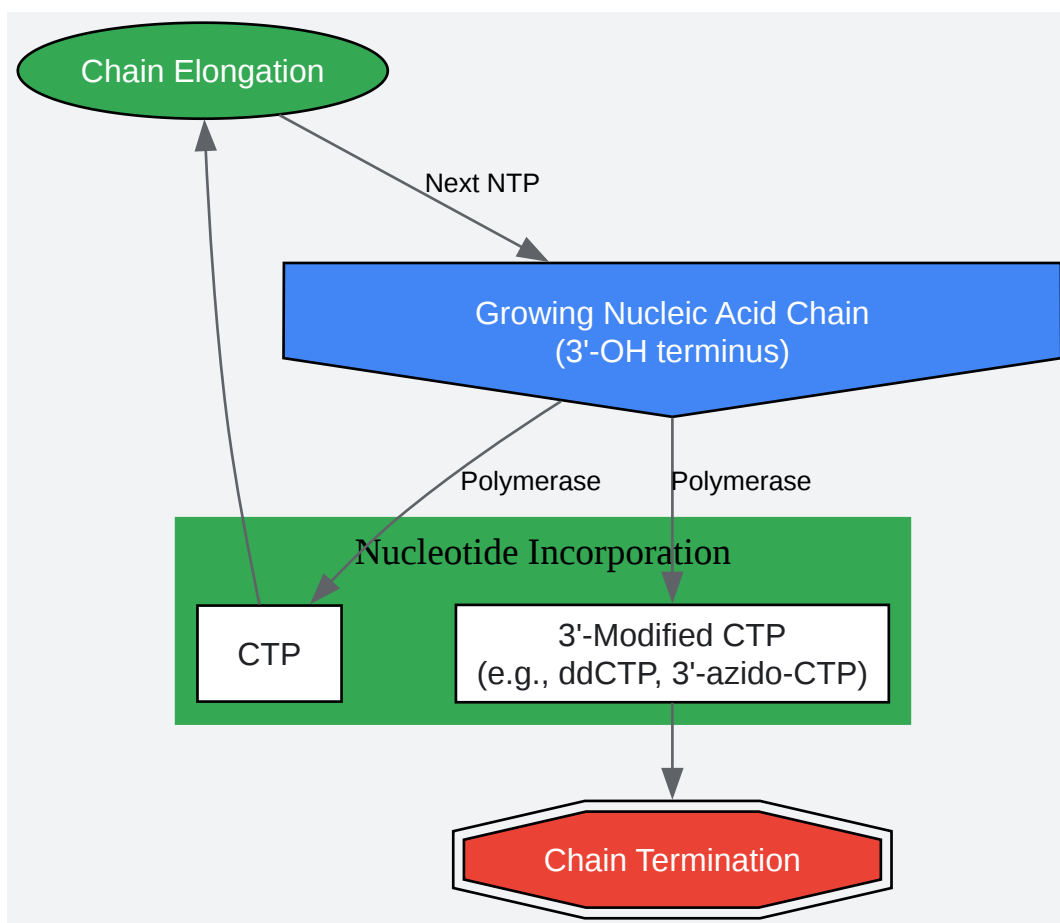 Chain Elongation
Next NTP
Growing Nucleic Acid Chain
(3'-OH terminus)
Polymerase
Polymerase
Nucleotide Incorporation
CTP
3'-Modified CTP
(e.g., ddCTP, 3'-azido-CTP)
Chain Termination